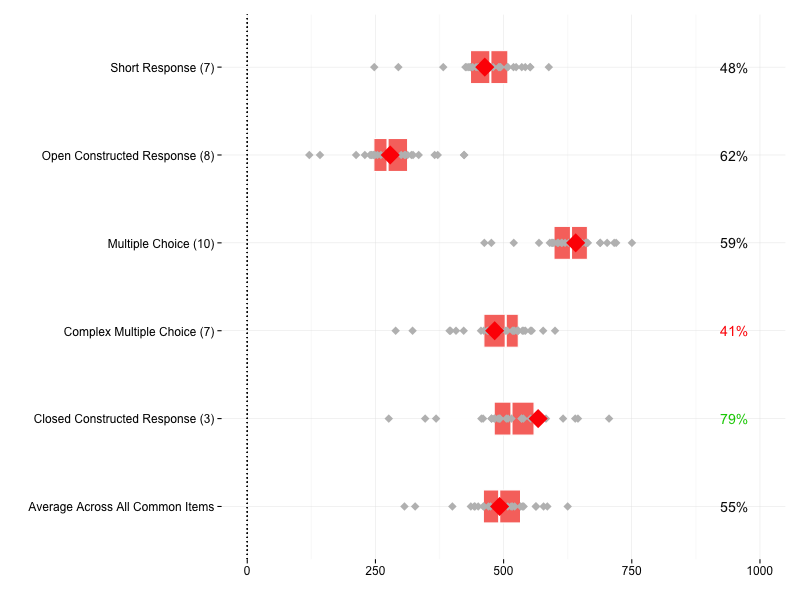 Short Response (7) 48%
Open Constructed Response (8) 62%
Multiple Choice (10) 59%
Complex Multiple Choice (7) 41%
Closed Constructed Response (3) 79%
Average Across All Common Items 55%
0 250 500 750 1000